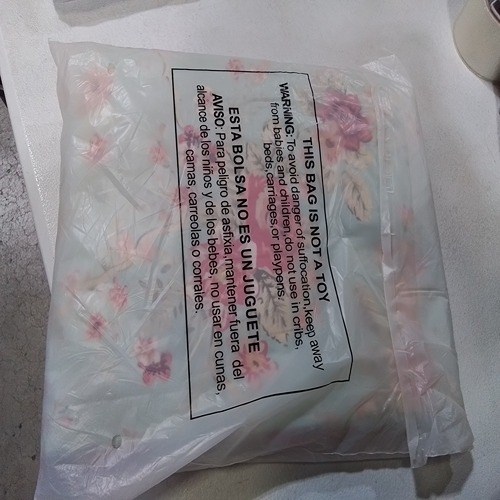 THIS BAG IS NOT A TOY
WARNING: To avoid danger of suffocation,keep away
from babies and children,do not use in cribs,
beds,carriages,or playpens.
ESTA BOLSA NO ES UN JUGUETE
AVISO: Para peligro de asfixia,mantener fuera del
alcance de los niños y de los bebes, no usar en cunas,
camas, carreolas o corrales.